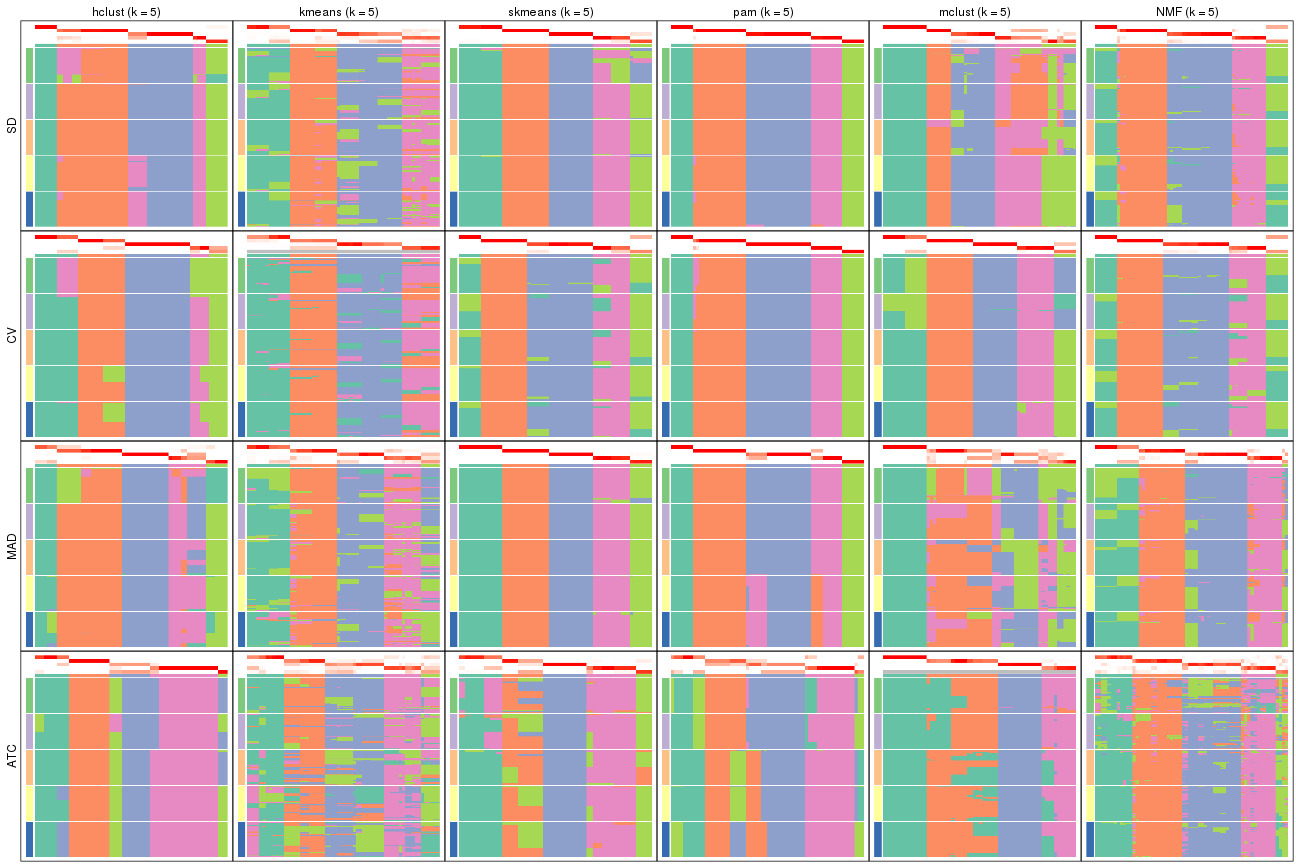 hclust (k = 5) kmeans (k = 5) skmeans (k = 5) pam (k = 5) mclust (k = 5) NMF (k = 5)
SD
CV
MAD
ATC